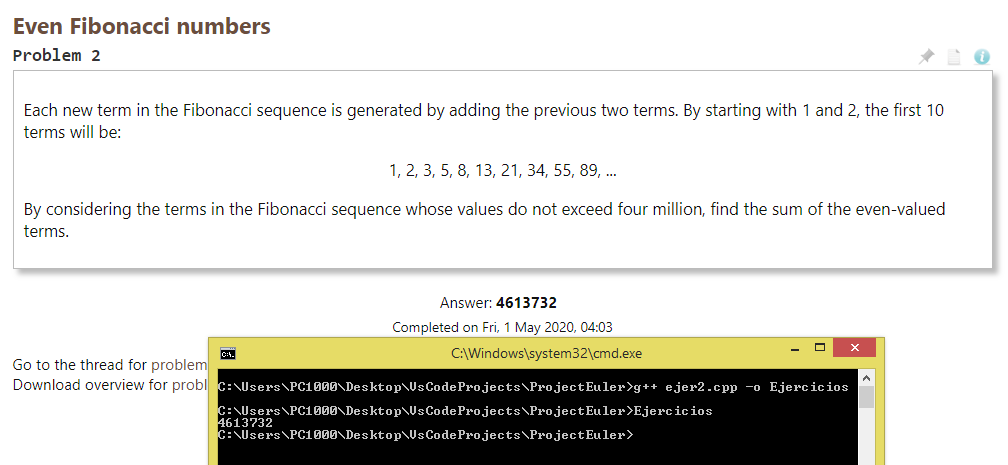 Even Fibonacci numbers
Problem 2
Each new term in the Fibonacci sequence is generated by adding the previous two terms. By starting with 1 and 2, the first 10
terms will be:
1, 2, 3, 5, 8, 13, 21, 34, 55, 89, ...
By considering the terms in the Fibonacci sequence whose values do not exceed four million, find the sum of the even-valued
terms.
Answer: 4613732
Completed on Fri, 1 May 2020, 04:03
Go to the thread for problem
Download overview for probl
C:\Windows\system32\cmd.exe
C:\Users\PC1000\Desktop\VsCodeProjects\ProjectEuler>g++ ejer2.cpp -o Ejercicios
C:\Users\PC1000\Desktop\VsCodeProjects\ProjectEuler>Ejercicios
4613732
C:\Users\PC1000\Desktop\VsCodeProjects\ProjectEuler>